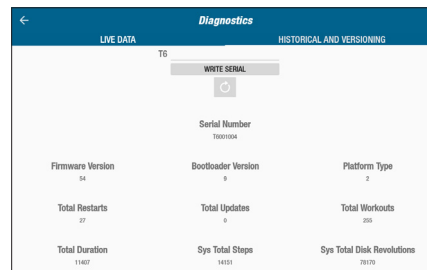 Diagnostics
LIVE DATA HISTORICAL AND VERSIONING
T6
WRITE SERIAL
Serial Number
T6001004
Firmware Version Bootloader Version Platform Type
54 9 2
Total Restarts Total Updates Total Workouts
27 0 255
Total Duration Sys Total Steps Sys Total Disk Revolutions
11407 14151 78170